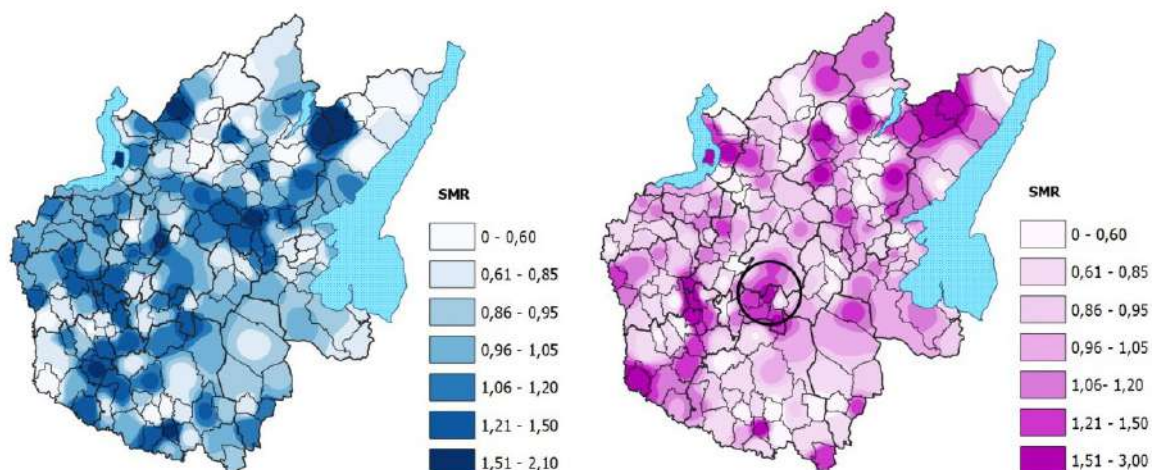 SMR
0 - 0,60
0,61 - 0,85
0,86 - 0,95
0,96 - 1,05
1,06 - 1,20
1,21 - 1,50
1,51 - 2,10
SMR
0 - 0,60
0,61 - 0,85
0,86 - 0,95
0,96 - 1,05
1,06- 1,20
1,21 - 1,50
1,51 - 3,00